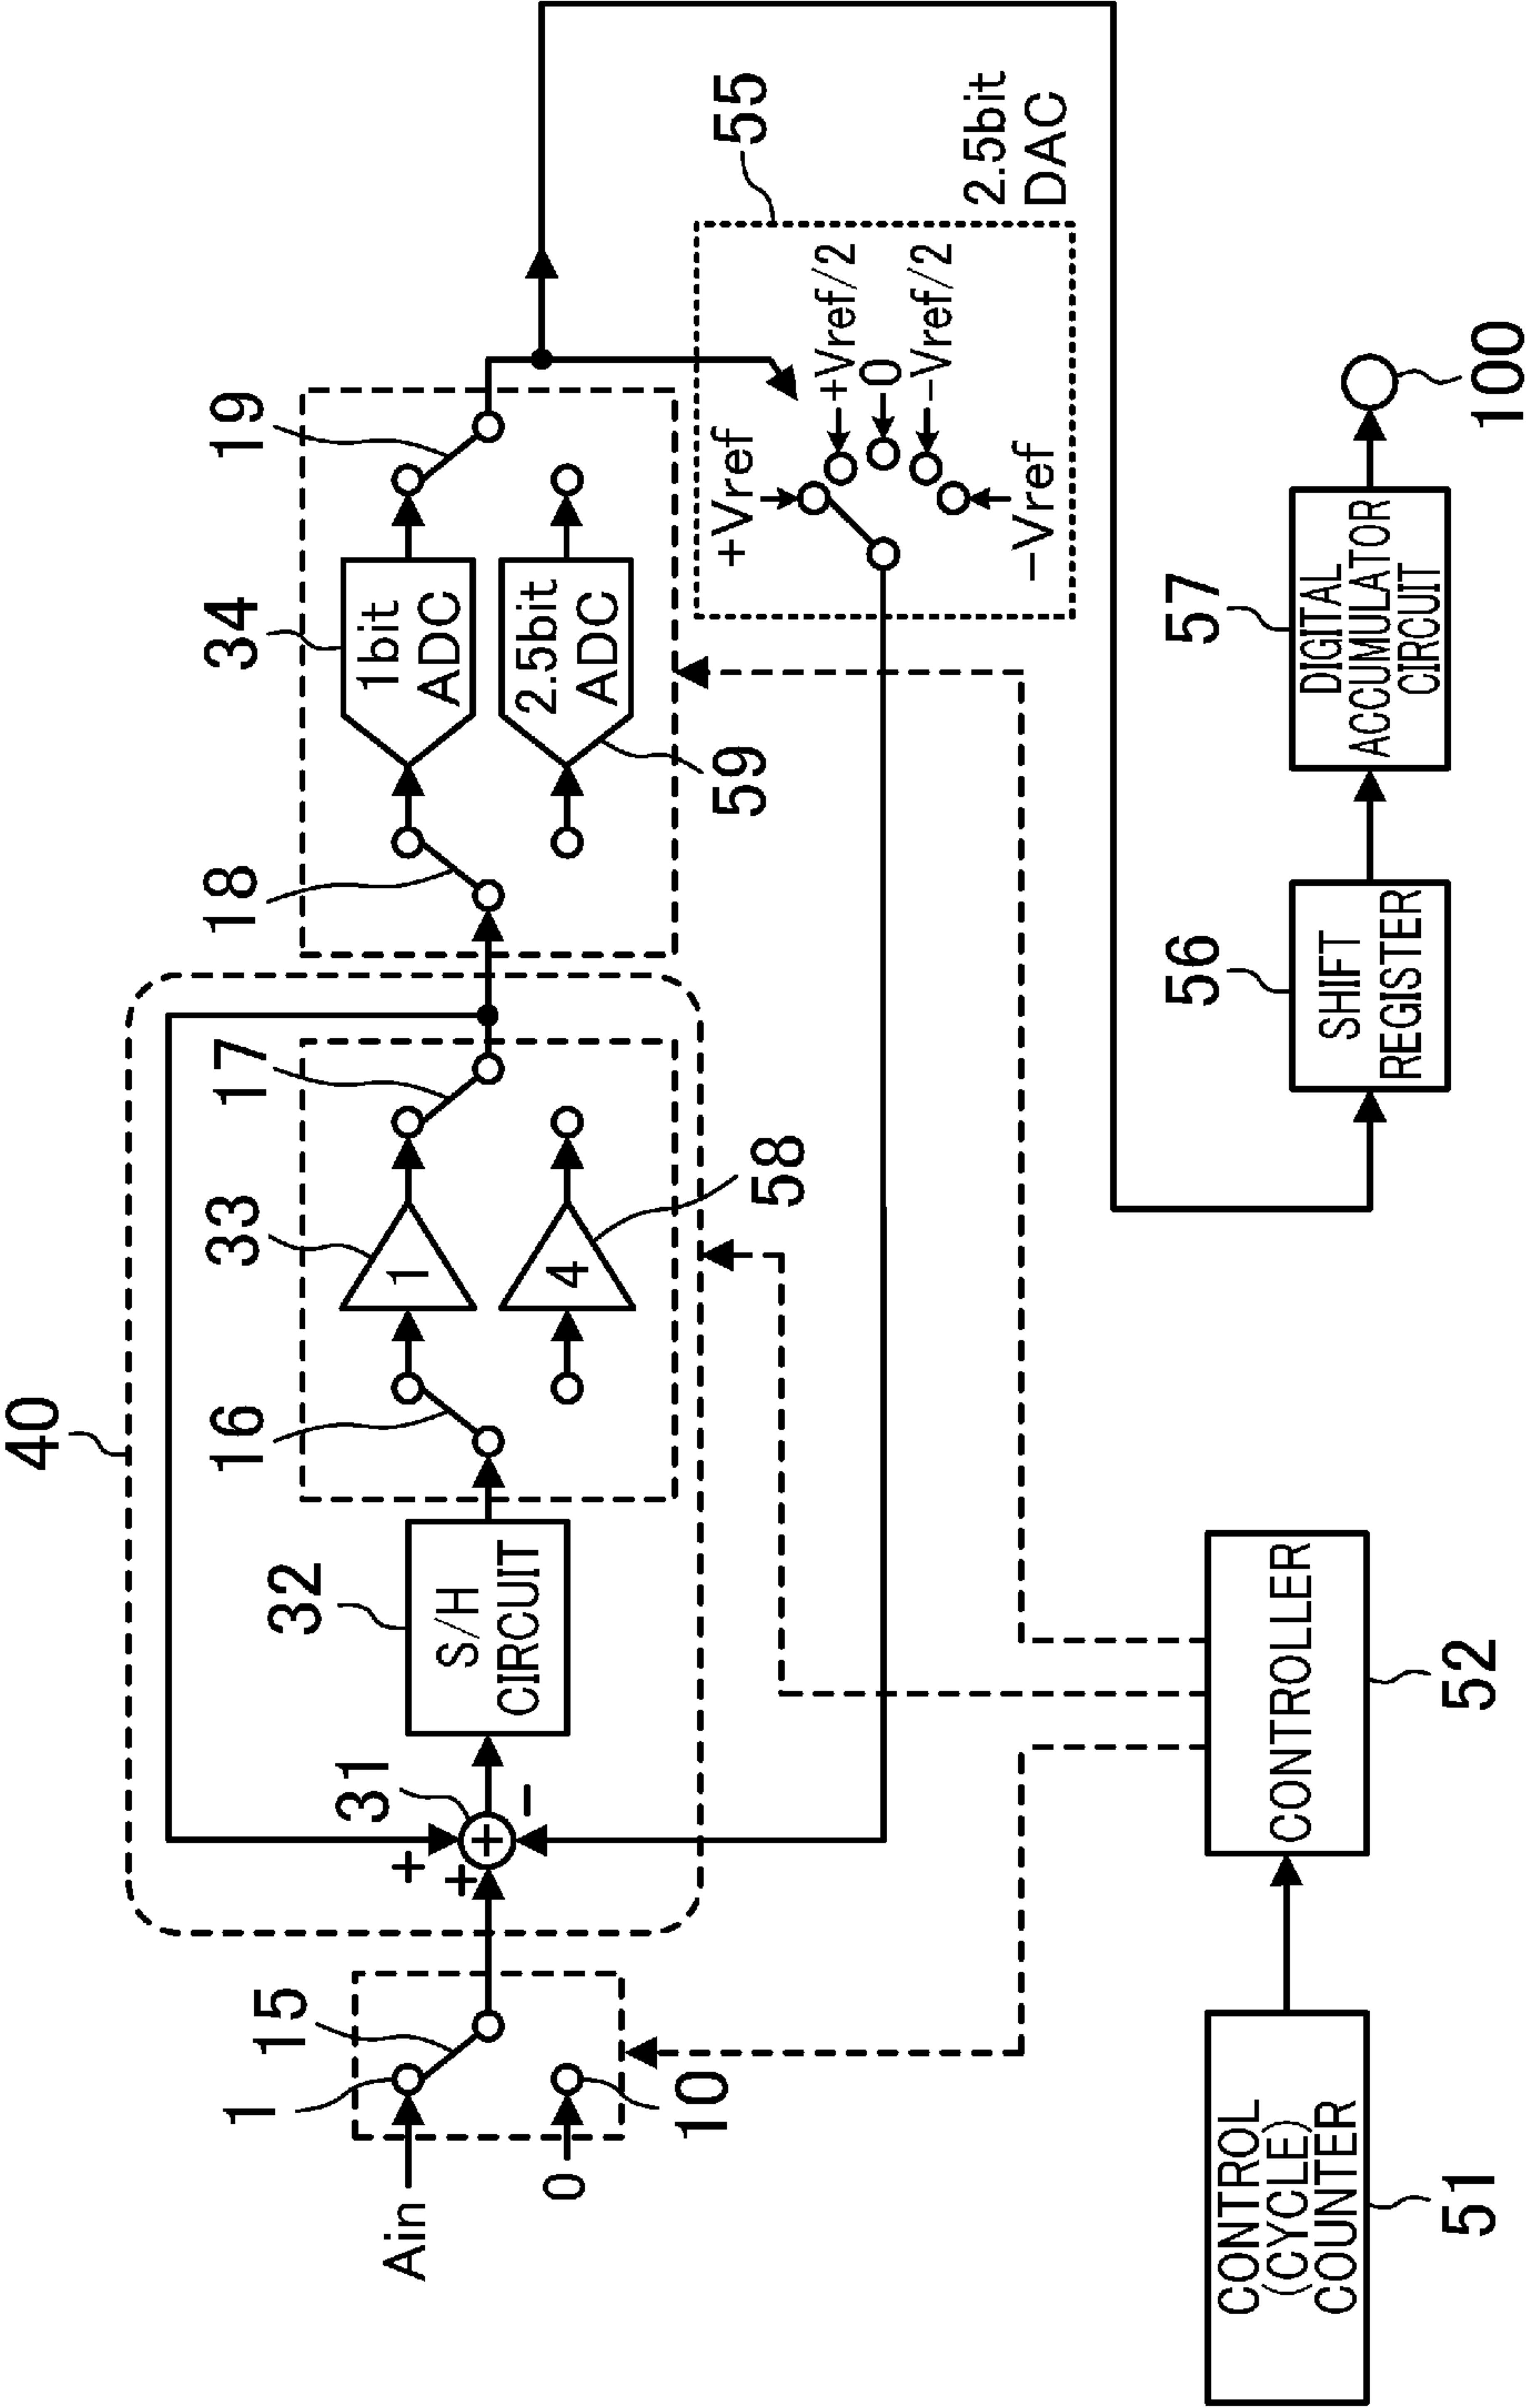 40
33
17
34
19
16
18
32
S/H
CIRCUIT
1
4
58
1bit
ADC
2.5bit
ADC
59
1
15
31
+
+
+
-
Ain
0
10
55
+Vref
+Vref/2
0
-Vref/2
-Vref
2.5bit
DAC
CONTROL
(CYCLE)
COUNTER
51
CONTROLLER
52
56
SHIFT
REGISTER
57
DIGITAL
ACCUMULATOR
CIRCUIT
100